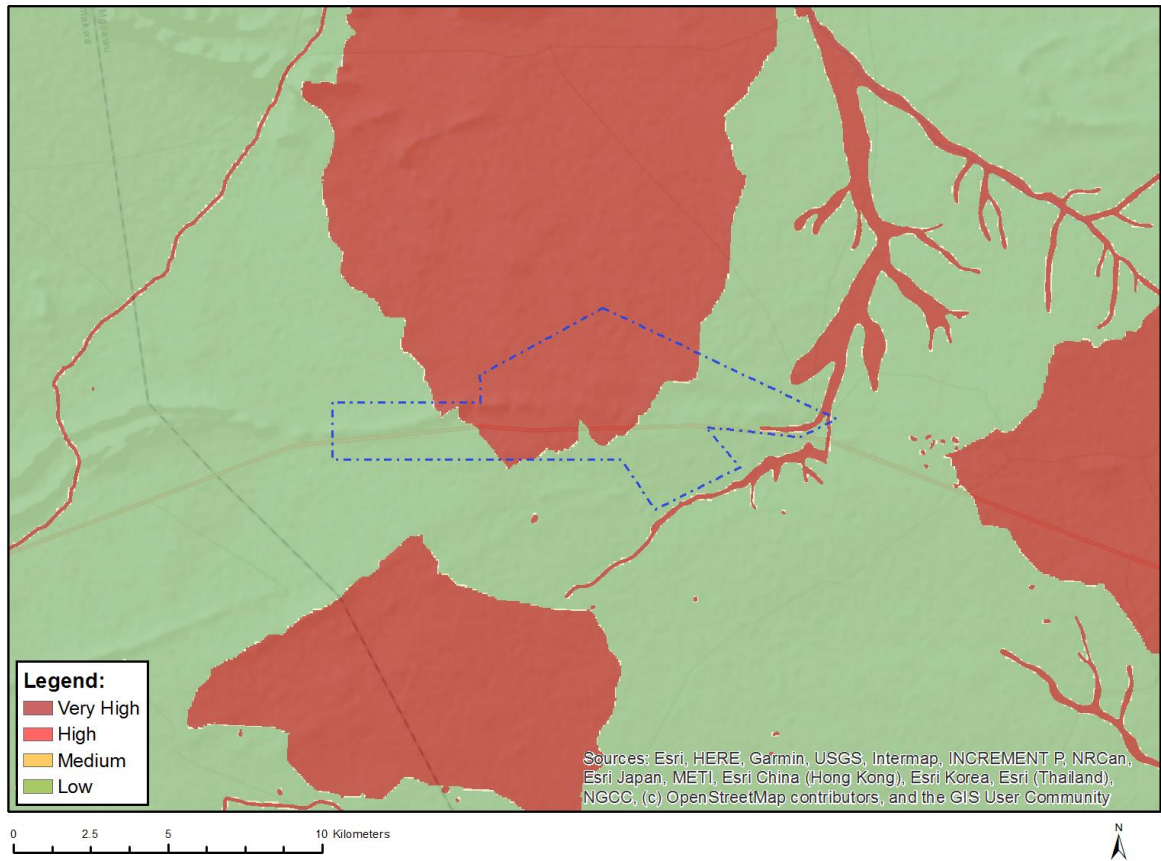 Legend:
Very High
High
Medium
Low
Sources: Esri, HERE, Garmin, USGS, Intermap, INCREMENT P, NRCan,
Esri Japan, METI, Esri China (Hong Kong), Esri Korea, Esri (Thailand),
NGCC, (c) OpenStreetMap contributors, and the GIS User Community
0 2.5 5 10 Kilometers
N